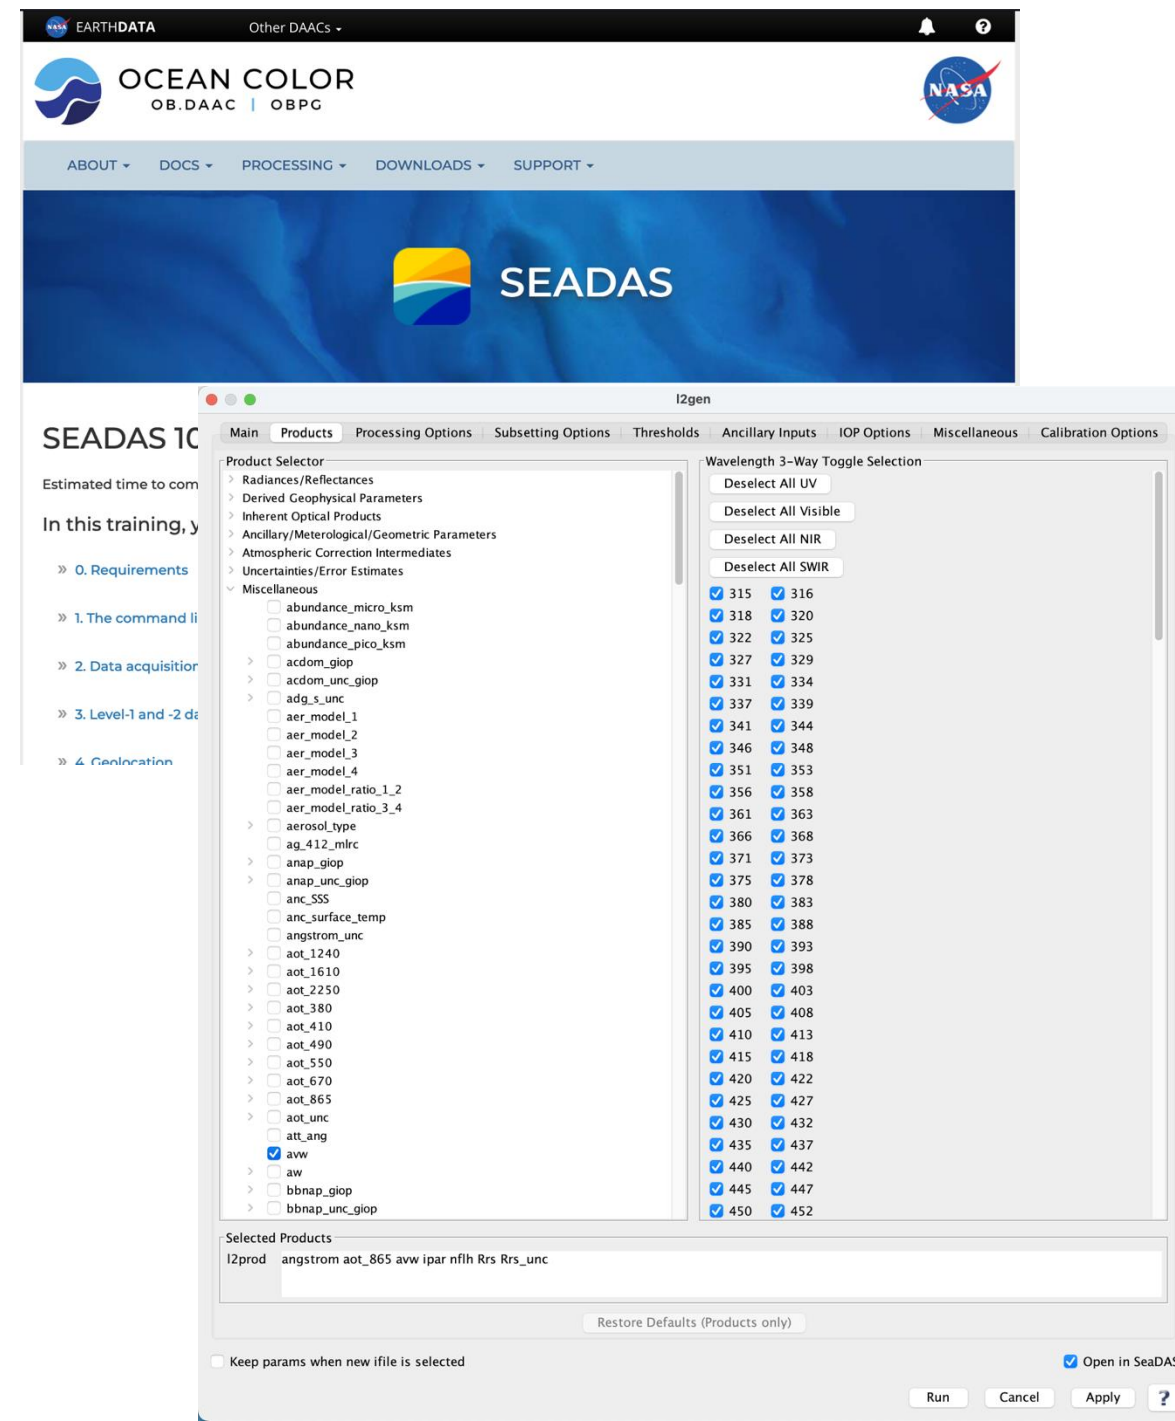 EARTHDATA Other DAACs
OCEAN COLOR
OB.DAAC | OBPG
NASA
ABOUT DOCS PROCESSING DOWNLOADS SUPPORT
SEADAS
SEADAS 10
Estimated time to com
In this training, y
» 0. Requirements
» 1. The command li
» 2. Data acquisition
» 3. Level-1 and -2 da
» 4. Geolocation
l2gen
Main Products Processing Options Subsetting Options Thresholds Ancillary Inputs IOP Options Miscellaneous Calibration Options
Product Selector
Radiances/Reflectances
Derived Geophysical Parameters
Inherent Optical Products
Ancillary/Meterological/Geometric Parameters
Atmospheric Correction Intermediates
Uncertainties/Error Estimates
Miscellaneous
abundance_micro_ksm
abundance_nano_ksm
abundance_pico_ksm
acdom_giop
acdom_unc_giop
adg_s_unc
aer_model_1
aer_model_2
aer_model_3
aer_model_4
aer_model_ratio_1_2
aer_model_ratio_3_4
aerosol_type
ag_412_mlrc
anap_giop
anap_unc_giop
anc_SSS
anc_surface_temp
angstrom_unc
aot_1240
aot_1610
aot_2250
aot_380
aot_410
aot_490
aot_550
aot_670
aot_865
aot_unc
att_ang
avw
aw
bbnap_giop
bbnap_unc_giop
Wavelength 3-Way Toggle Selection
Deselect All UV
Deselect All Visible
Deselect All NIR
Deselect All SWIR
315 316
318 320
322 325
327 329
331 334
337 339
341 344
346 348
351 353
356 358
361 363
366 368
371 373
375 378
380 383
385 388
390 393
395 398
400 403
405 408
410 413
415 418
420 422
425 427
430 432
435 437
440 442
445 447
450 452
Selected Products
l2prod angstrom aot_865 avw ipar nflh Rrs Rrs_unc
Restore Defaults (Products only)
Keep params when new ifile is selected Open in SeaDAS
Run Cancel Apply ?